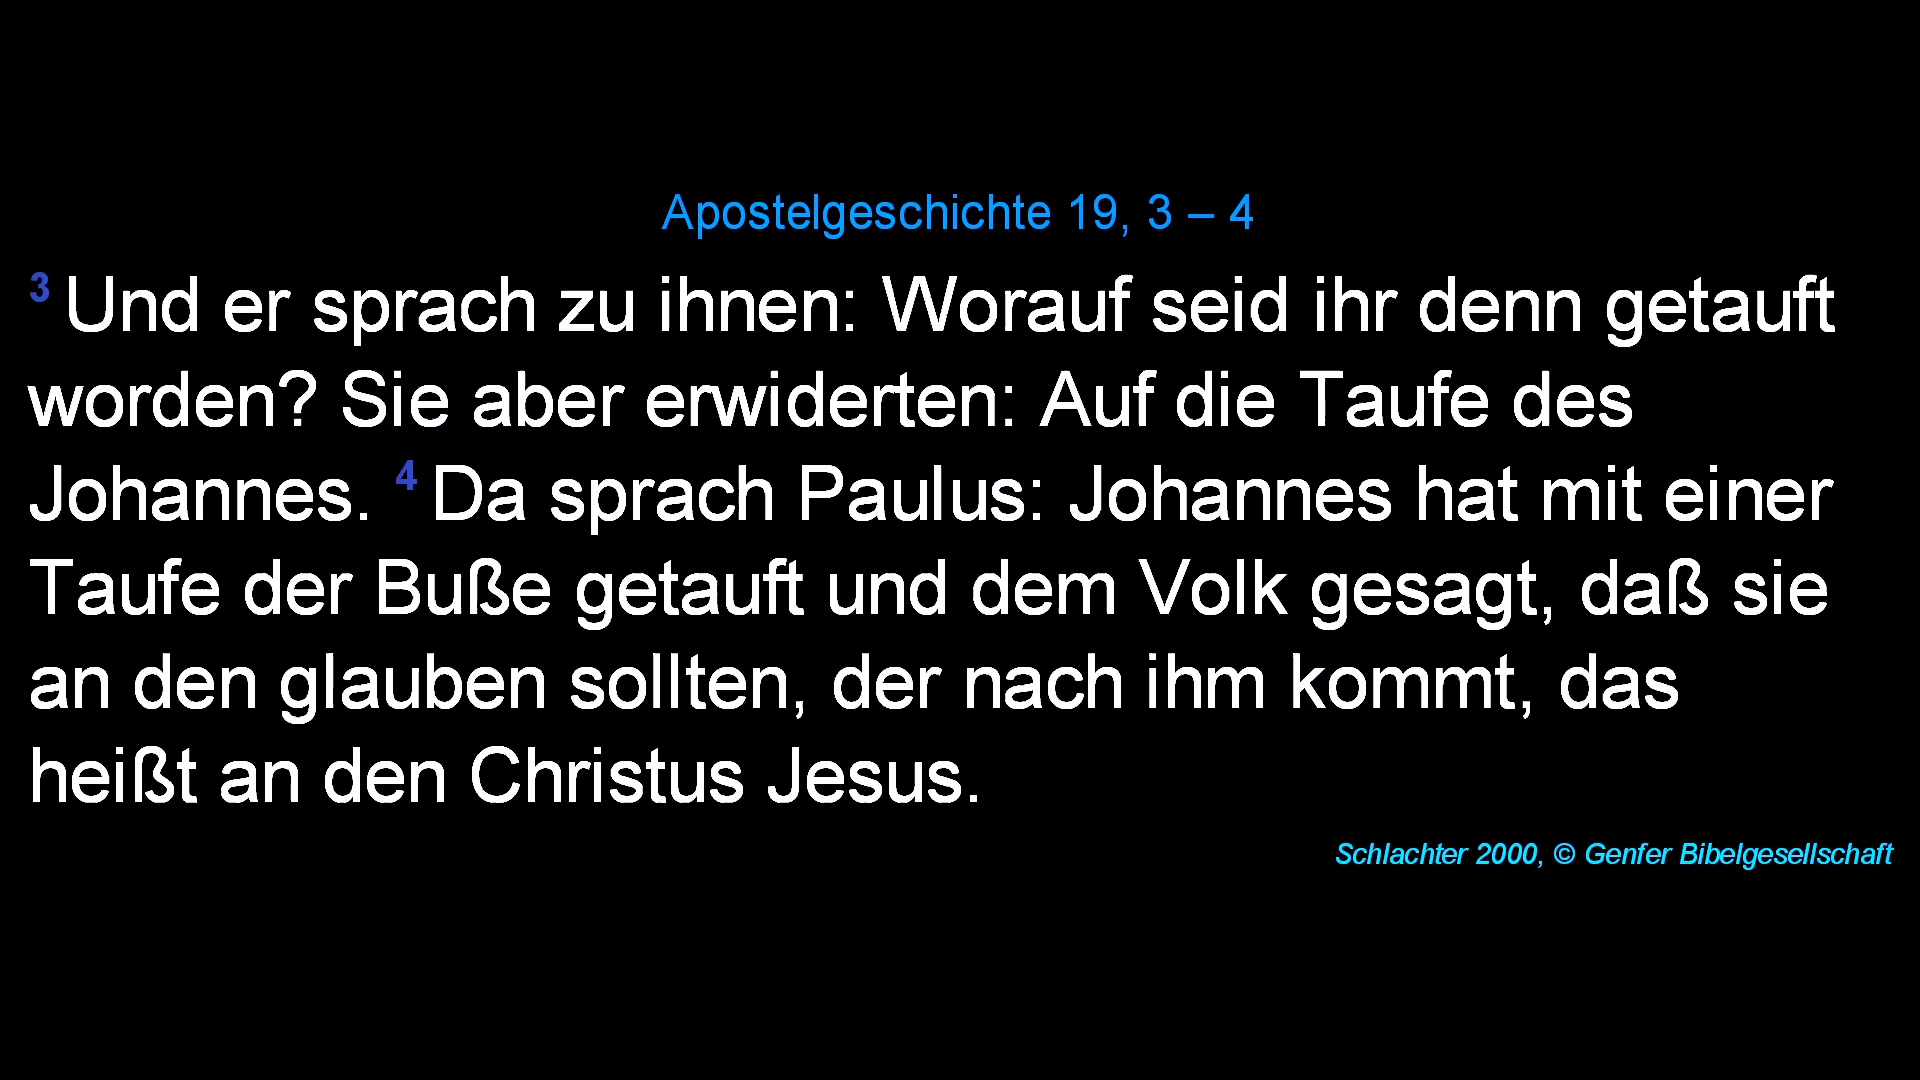 Apostelgeschichte 19, 3 – 4
3 Und er sprach zu ihnen: Worauf seid ihr denn getauft
worden? Sie aber erwiderten: Auf die Taufe des
Johannes. 4 Da sprach Paulus: Johannes hat mit einer
Taufe der Buße getauft und dem Volk gesagt, daß sie
an den glauben sollten, der nach ihm kommt, das
heißt an den Christus Jesus.
Schlachter 2000, © Genfer Bibelgesellschaft